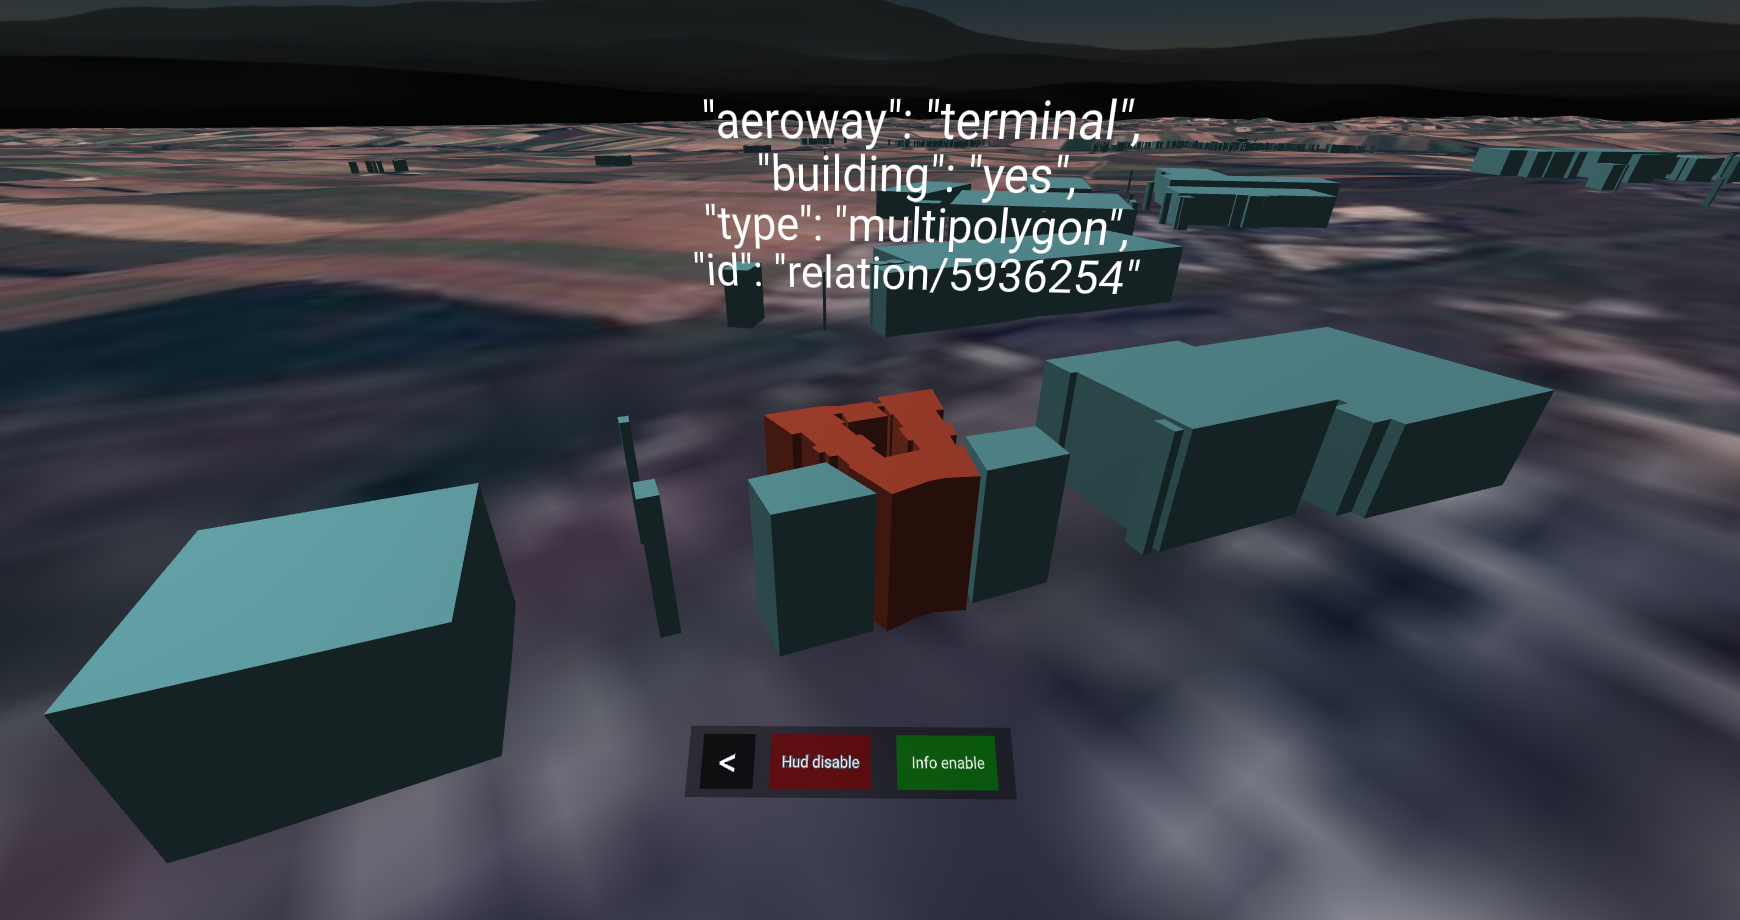 "aeroway": "terminal",
"building": "yes",
"type": "multipolygon",
"id": "relation/5936254"
< Hud disable Info enable